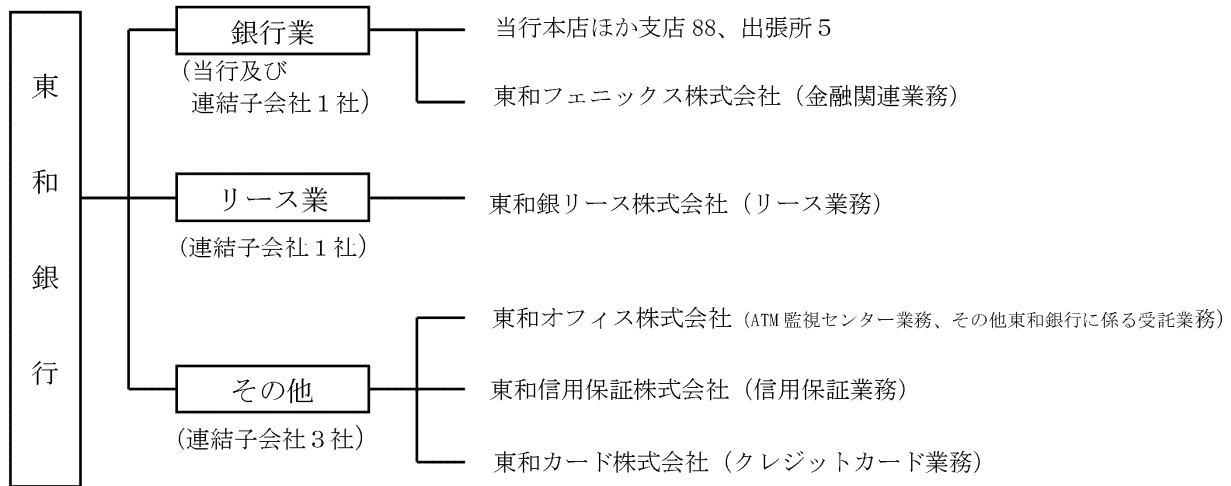 東和銀行
銀行業
(当行及び
連結子会社1社)
当行本店ほか支店 88、出張所5
東和フェニックス株式会社(金融関連業務)
リース業
(連結子会社1社)
東和銀リース株式会社(リース業務)
その他
(連結子会社3社)
東和オフィス株式会社(ATM 監視センター業務、その他東和銀行に係る受託業務)
東和信用保証株式会社(信用保証業務)
東和カード株式会社(クレジットカード業務)